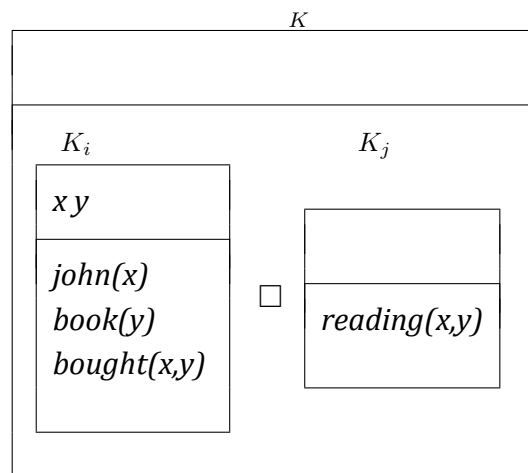 K
K_i K_j
x y
john(x)
book(y)
□ reading(x,y)
bought(x,y)